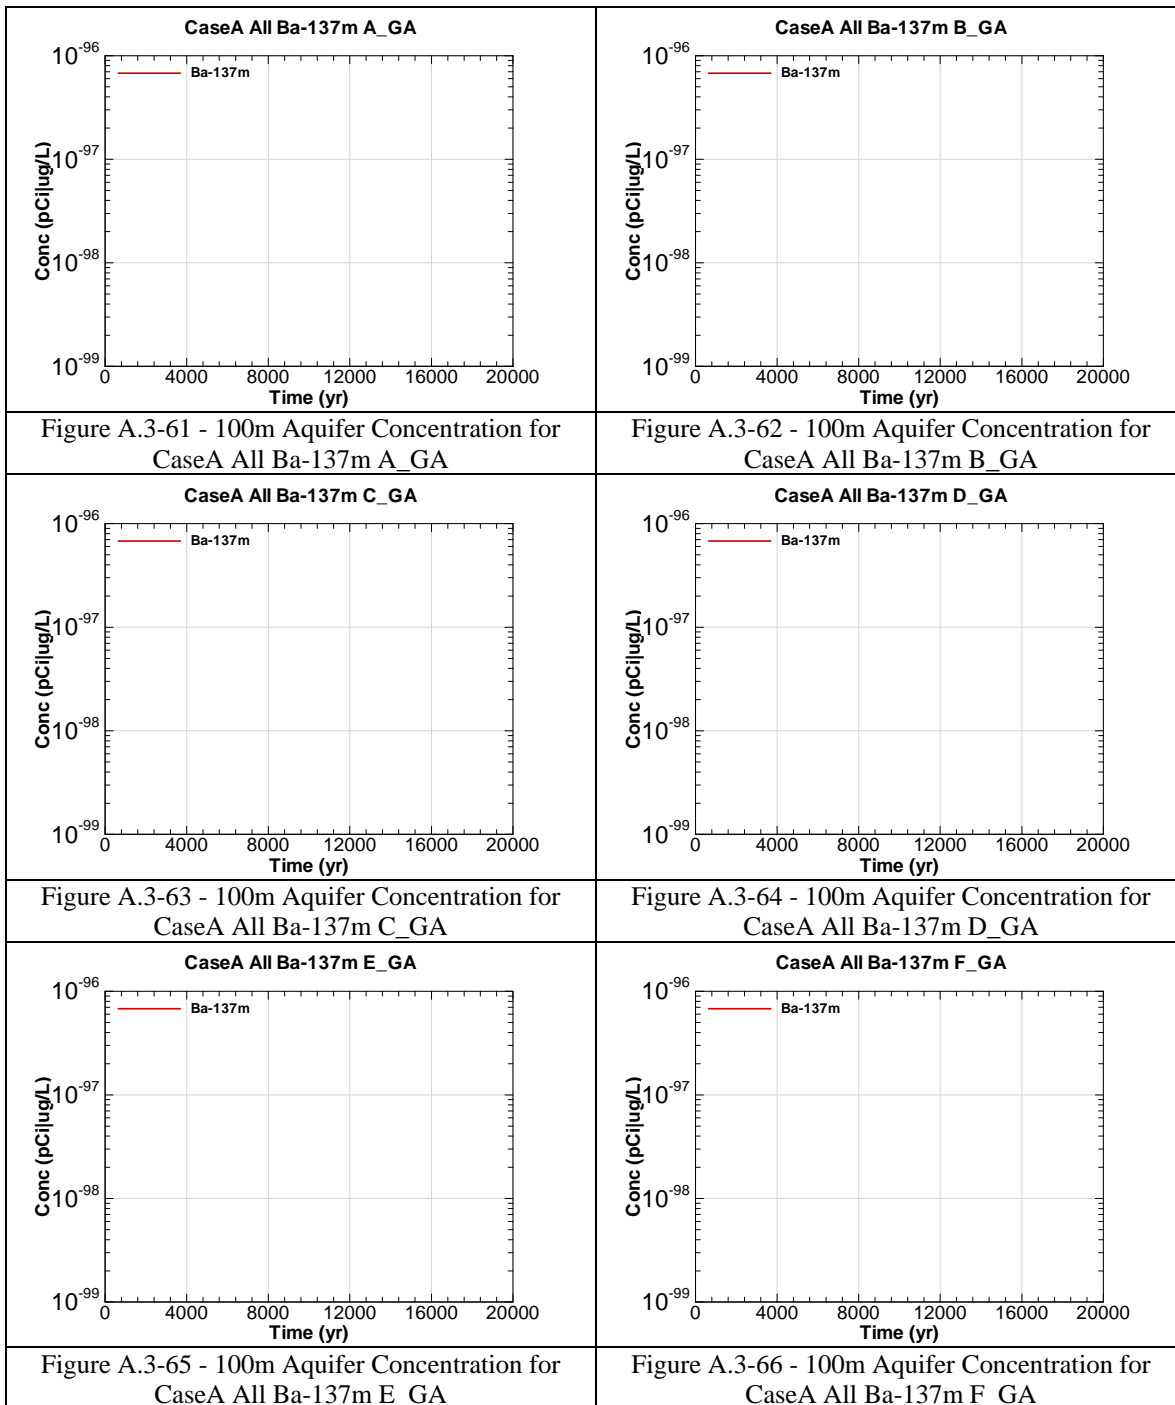 CaseA All Ba-137m A_GA
Conc (pCi|ug/L)
10-96
10-97
10-98
10-99
Ba-137m
0 4000 8000 12000 16000 20000
Time (yr)
Figure A.3-61 - 100m Aquifer Concentration for
CaseA All Ba-137m A_GA
CaseA All Ba-137m B_GA
Conc (pCi|ug/L)
10-96
10-97
10-98
10-99
Ba-137m
0 4000 8000 12000 16000 20000
Time (yr)
Figure A.3-62 - 100m Aquifer Concentration for
CaseA All Ba-137m B_GA
CaseA All Ba-137m C_GA
Conc (pCi|ug/L)
10-96
10-97
10-98
10-99
Ba-137m
0 4000 8000 12000 16000 20000
Time (yr)
Figure A.3-63 - 100m Aquifer Concentration for
CaseA All Ba-137m C_GA
CaseA All Ba-137m D_GA
Conc (pCi|ug/L)
10-96
10-97
10-98
10-99
Ba-137m
0 4000 8000 12000 16000 20000
Time (yr)
Figure A.3-64 - 100m Aquifer Concentration for
CaseA All Ba-137m D_GA
CaseA All Ba-137m E_GA
Conc (pCi|ug/L)
10-96
10-97
10-98
10-99
Ba-137m
0 4000 8000 12000 16000 20000
Time (yr)
Figure A.3-65 - 100m Aquifer Concentration for
CaseA All Ba-137m E_GA
CaseA All Ba-137m F_GA
Conc (pCi|ug/L)
10-96
10-97
10-98
10-99
Ba-137m
0 4000 8000 12000 16000 20000
Time (yr)
Figure A.3-66 - 100m Aquifer Concentration for
CaseA All Ba-137m F_GA